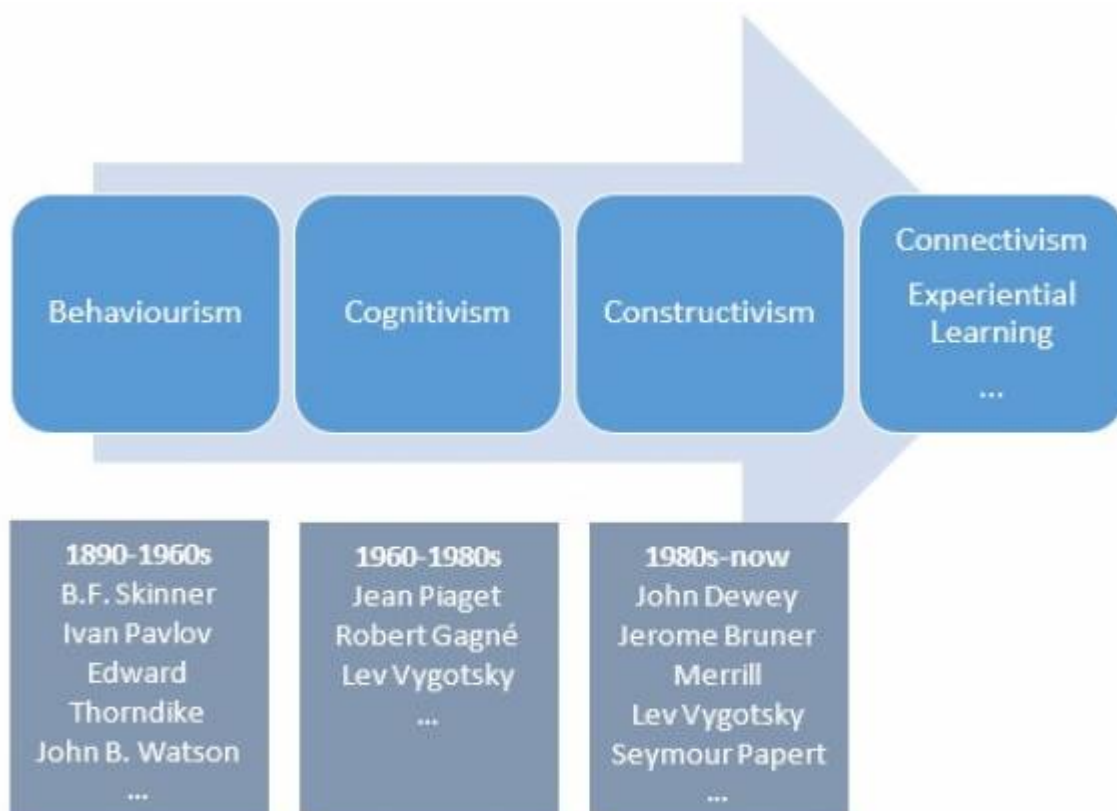 Behaviourism
Cognitivism
Constructivism
Connectivism
Experiential
Learning
...
1890-1960s
B.F. Skinner
Ivan Pavlov
Edward
Thorndike
John B. Watson
...
1960-1980s
Jean Piaget
Robert Gagné
Lev Vygotsky
...
1980s-now
John Dewey
Jerome Bruner
Merrill
Lev Vygotsky
Seymour Papert
...